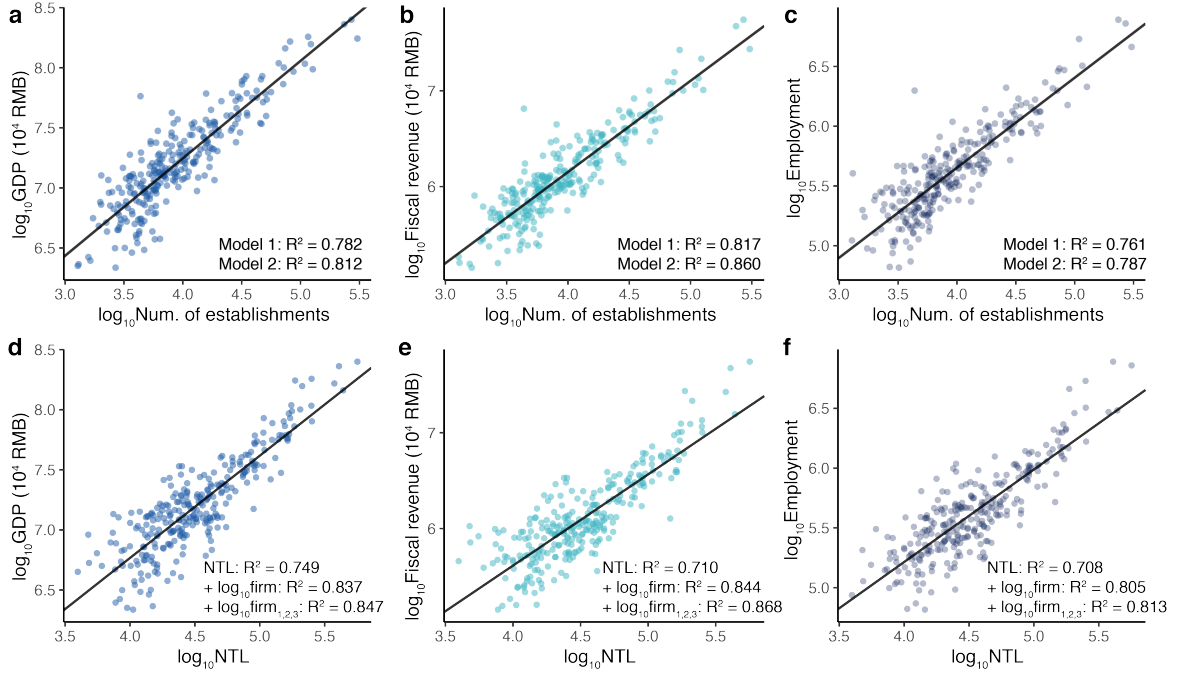 a
8.5
8.0
7.5
7.0
6.5
log₁₀GDP (10⁴ RMB)
Model 1: R² = 0.782
Model 2: R² = 0.812
3.0 3.5 4.0 4.5 5.0 5.5
log₁₀Num. of establishments
b
7
6
log₁₀Fiscal revenue (10⁴ RMB)
Model 1: R² = 0.817
Model 2: R² = 0.860
3.0 3.5 4.0 4.5 5.0 5.5
log₁₀Num. of establishments
c
6.5
6.0
5.5
5.0
log₁₀Employment
Model 1: R² = 0.761
Model 2: R² = 0.787
3.0 3.5 4.0 4.5 5.0 5.5
log₁₀Num. of establishments
d
8.5
8.0
7.5
7.0
6.5
log₁₀GDP (10⁴ RMB)
NTL: R² = 0.749
+ log₁₀firm: R² = 0.837
+ log₁₀firm₁,₂,₃: R² = 0.847
3.5 4.0 4.5 5.0 5.5
log₁₀NTL
e
7
6
log₁₀Fiscal revenue (10⁴ RMB)
NTL: R² = 0.710
+ log₁₀firm: R² = 0.844
+ log₁₀firm₁,₂,₃: R² = 0.868
3.5 4.0 4.5 5.0 5.5
log₁₀NTL
f
6.5
6.0
5.5
5.0
log₁₀Employment
NTL: R² = 0.708
+ log₁₀firm: R² = 0.805
+ log₁₀firm₁,₂,₃: R² = 0.813
3.5 4.0 4.5 5.0 5.5
log₁₀NTL